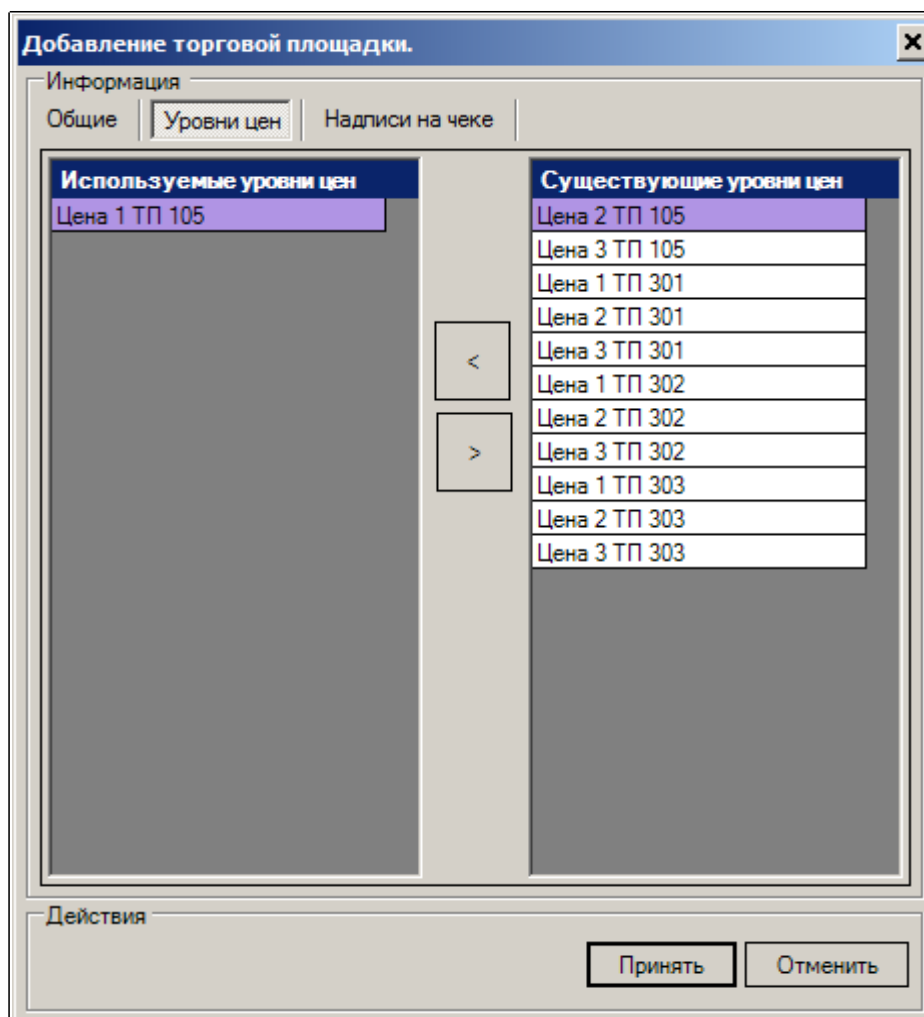 Добавление торговой площадки.
Информация
Общие Уровни цен Надписи на чеке
Используемые уровни цен
Цена 1 ТП 105
<
>
Существующие уровни цен
Цена 2 ТП 105
Цена 3 ТП 105
Цена 1 ТП 301
Цена 2 ТП 301
Цена 3 ТП 301
Цена 1 ТП 302
Цена 2 ТП 302
Цена 3 ТП 302
Цена 1 ТП 303
Цена 2 ТП 303
Цена 3 ТП 303
Действия
Принять Отменить